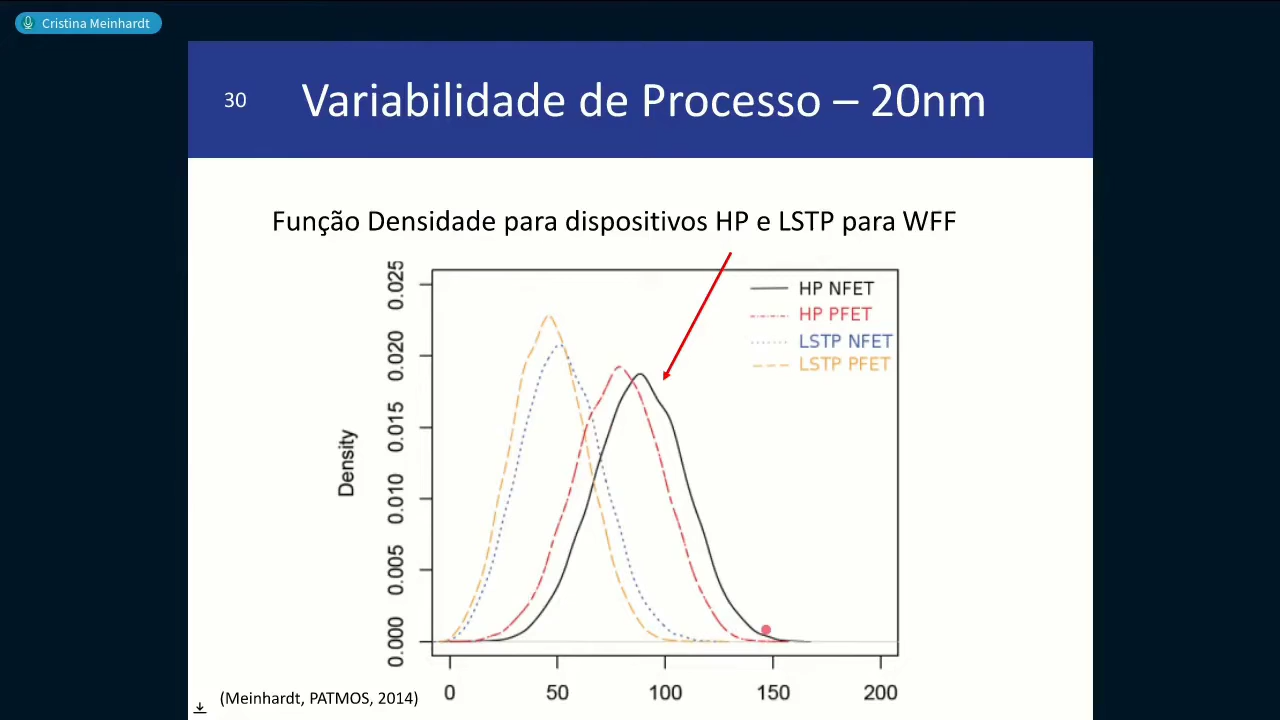 Cristina Meinhardt
30
Variabilidade de Processo – 20nm
Função Densidade para dispositivos HP e LSTP para WFF
HP NFET
HP PFET
LSTP NFET
LSTP PFET
Density
0.025
0.020
0.015
0.010
0.005
0.000
0 50 100 150 200
(Meinhardt, PATMOS, 2014)